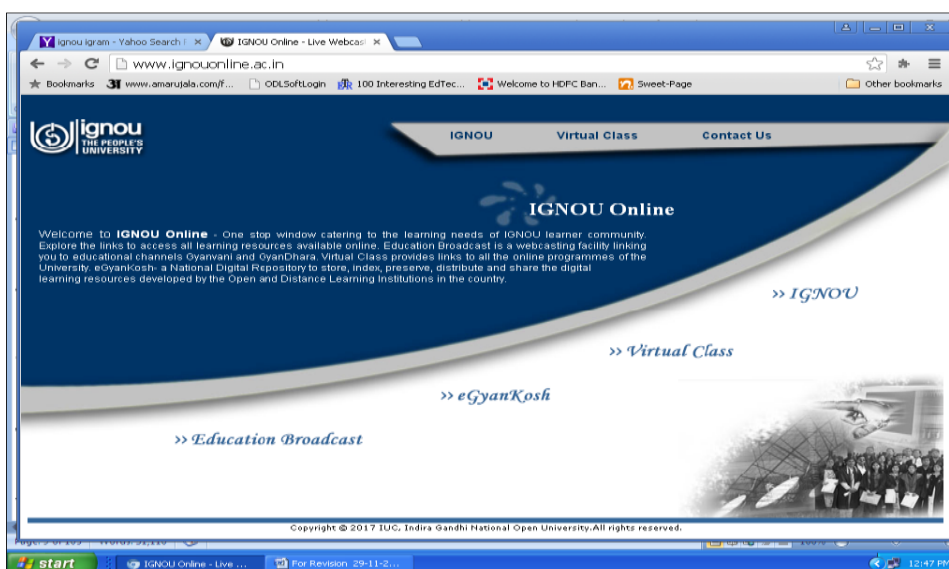 ignou igram - Yahoo Search
IGNOU Online - Live Webcas
www.ignouonline.ac.in
Bookmarks www.amarujala.com/f... ODLSoftLogin 100 Interesting EdTec... Welcome to HDFC Ban... Sweet-Page Other bookmarks
ignou
THE PEOPLE'S
UNIVERSITY
IGNOU Virtual Class Contact Us
IGNOU Online
Welcome to IGNOU Online - One stop window catering to the learning needs of IGNOU learner community.
Explore the links to access all learning resources available online. Education Broadcast is a webcasting facility linking
you to educational channels Gyanvani and GyanDhara. Virtual Class provides links to all the online programmes of the
University. eGyanKosh- a National Digital Repository to store, index, preserve, distribute and share the digital
learning resources developed by the Open and Distance Learning Institutions in the country.
>> IGNOU
>> Virtual Class
>> eGyanKosh
>> Education Broadcast
Copyright @ 2017 IUC, Indira Gandhi National Open University.All rights reserved.
start IGNOU Online - Live ... For Revision 29-11-2... 12:47 PM